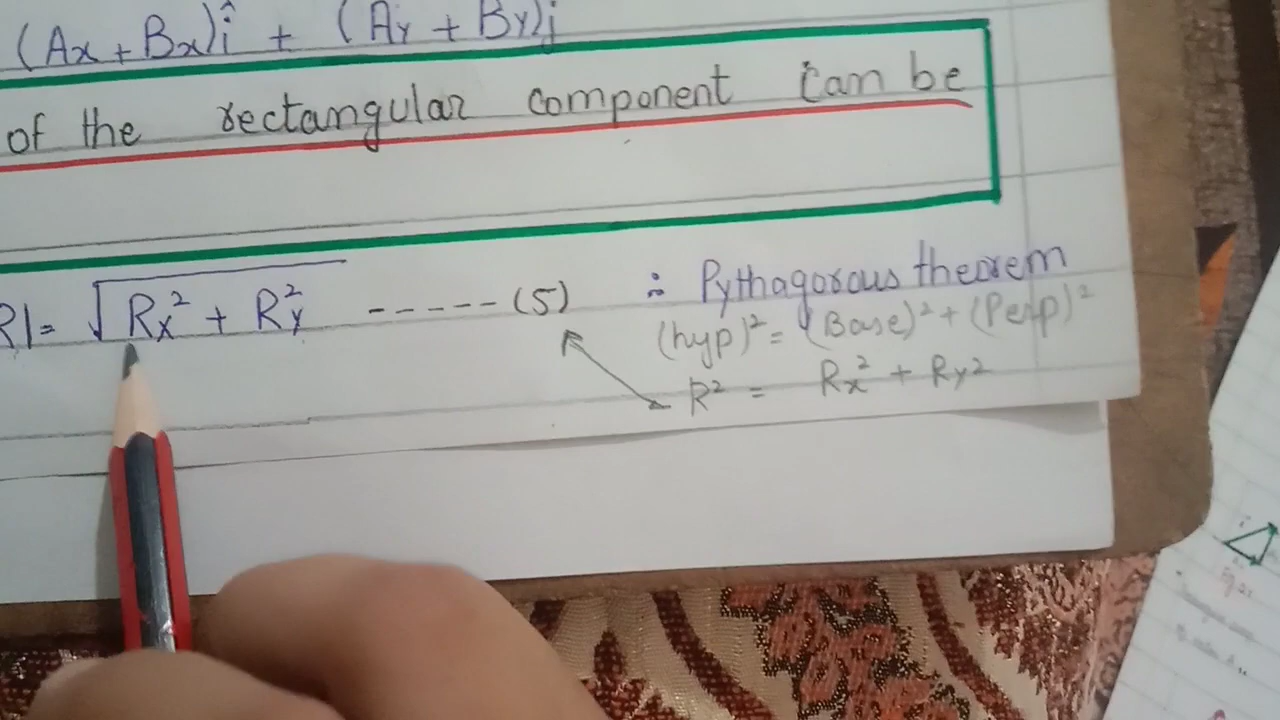 (Ax + Bx)î + (Ay + By)j
of the rectangular component can be
R| = √Rx² + Ry² ----- (5)
∴ Pythagorous theorem
(hyp)² = (Base)² + (Perp)²
R² = Rx² + Ry²